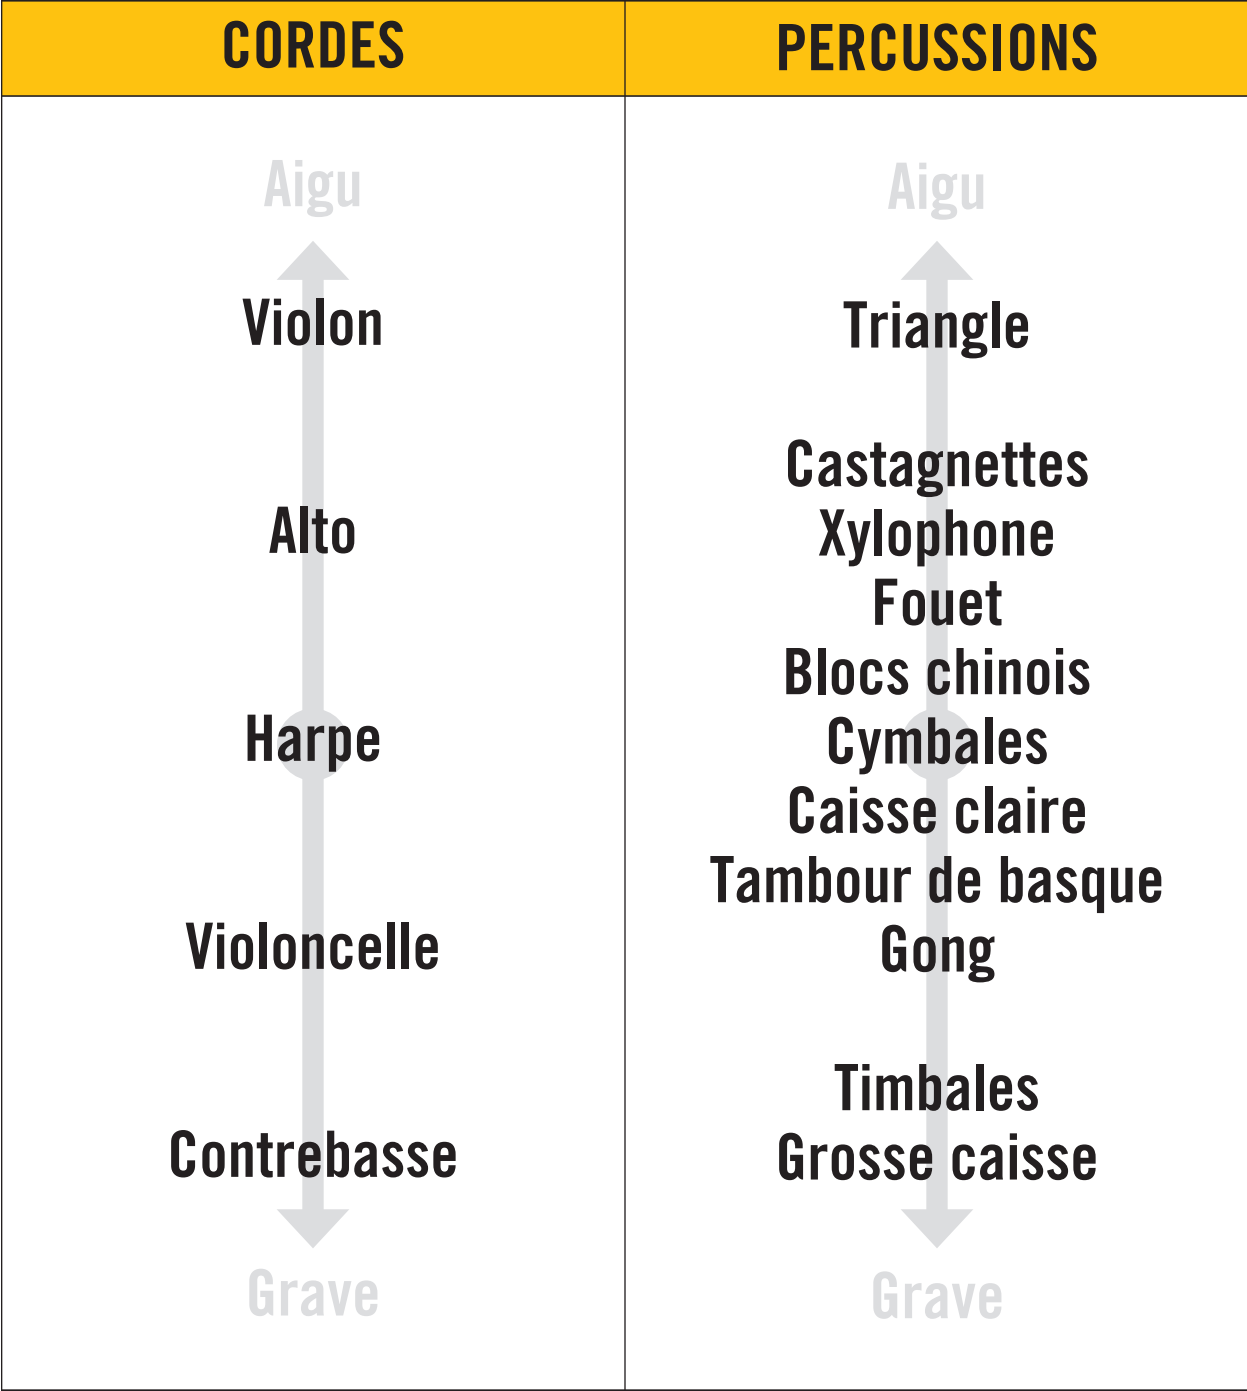 CORDES
Aigu
Violon
Alto
Harpe
Violoncelle
Contrebasse
Grave
PERCUSSIONS
Aigu
Triangle
Castagnettes
Xylophone
Fouet
Blocs chinois
Cymbales
Caisse claire
Tambour de basque
Gong
Timbales
Grosse caisse
Grave